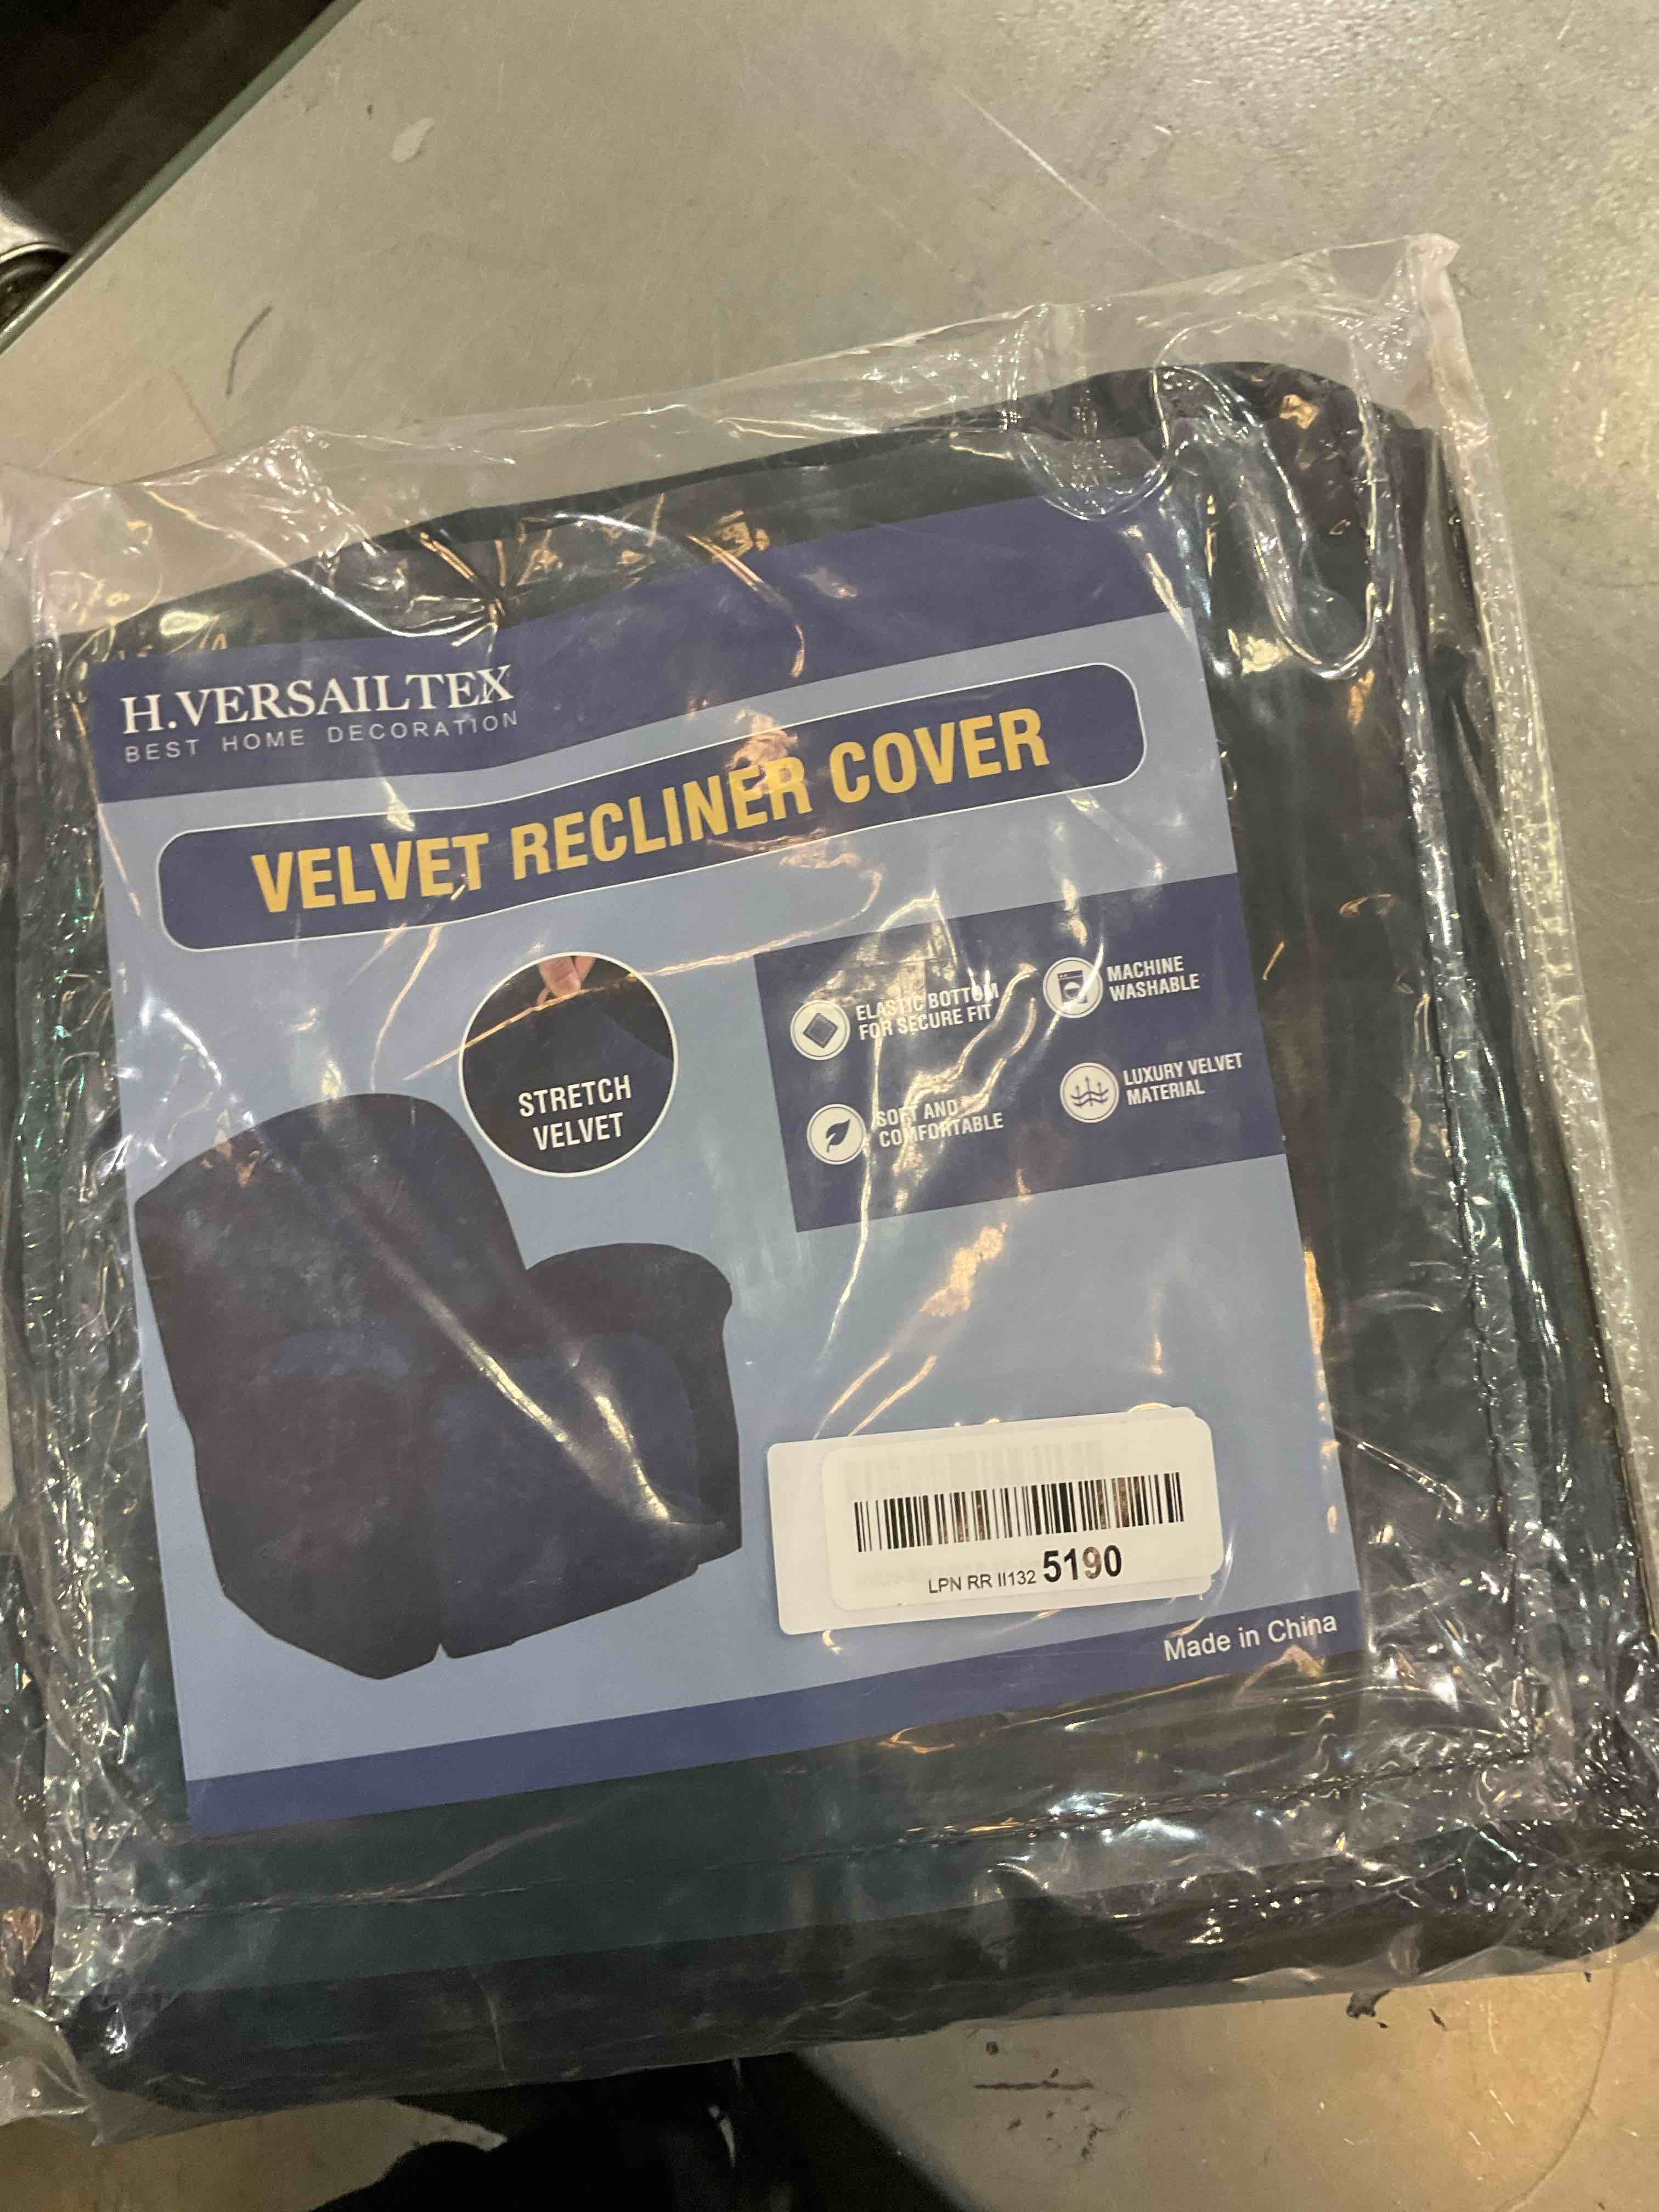 H.VERSAILTEX
BEST HOME DECORATION
VELVET RECLINER COVER
STRETCH
VELVET
ELASTIC BOTTOM
FOR SECURE FIT
MACHINE
WASHABLE
SOFT AND
COMFORTABLE
LUXURY VELVET
MATERIAL
LPN RR II132 5190
Made in China